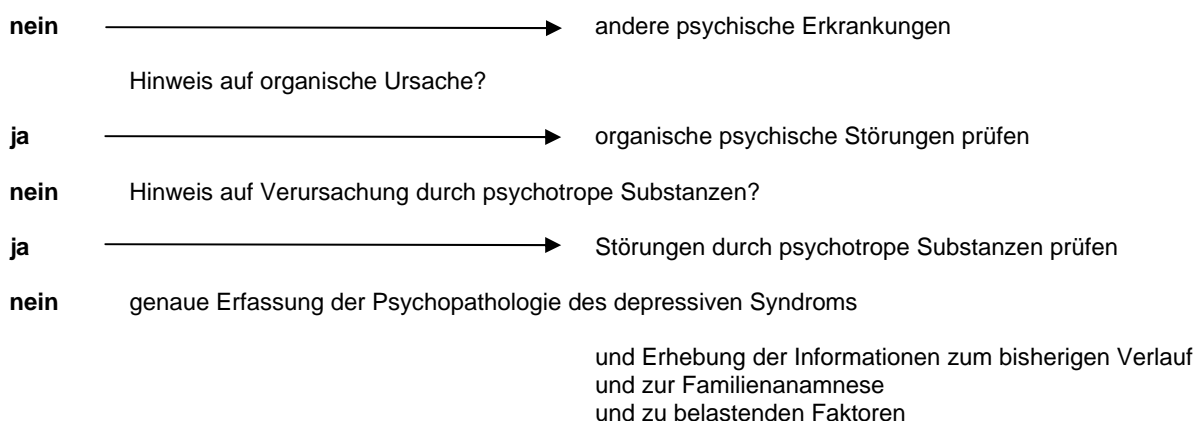 nein andere psychische Erkrankungen
Hinweis auf organische Ursache?
ja organische psychische Störungen prüfen
nein Hinweis auf Verursachung durch psychotrope Substanzen?
ja Störungen durch psychotrope Substanzen prüfen
nein genaue Erfassung der Psychopathologie des depressiven Syndroms
und Erhebung der Informationen zum bisherigen Verlauf
und zur Familienanamnese
und zu belastenden Faktoren